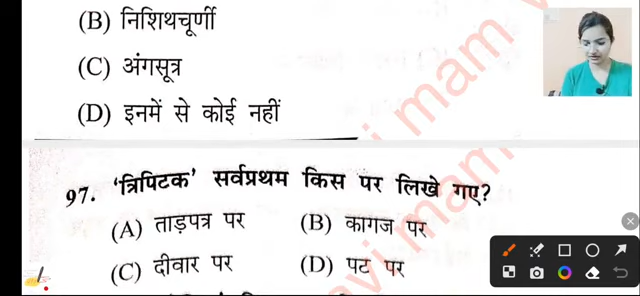 (B) निशिथचूर्णी
(C) अंगसूत्र
(D) इनमें से कोई नहीं
97. 'त्रिपिटक' सर्वप्रथम किस पर लिखे गए?
(A) ताड़पत्र पर (B) कागज पर
(C) दीवार पर (D) पट पर